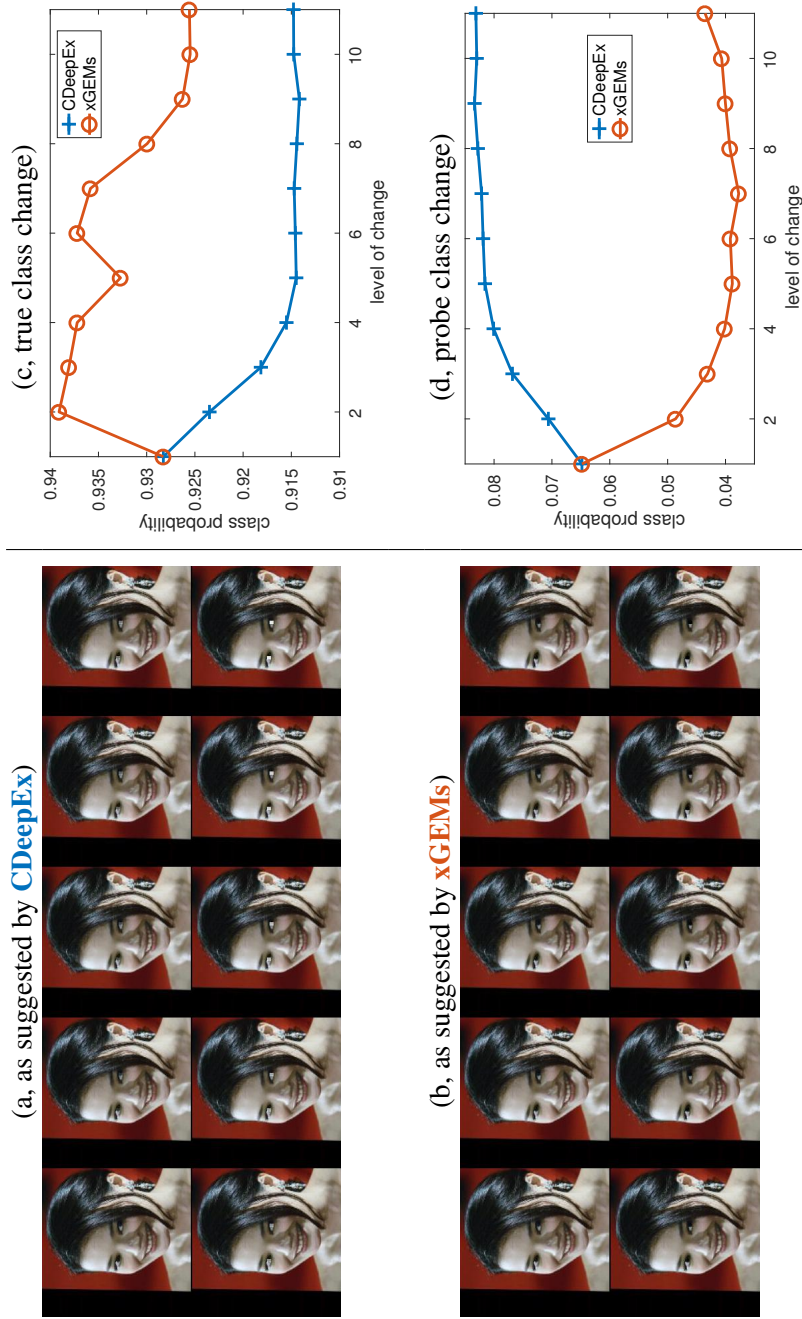 (a, as suggested by CDeepEx)
(b, as suggested by xGEMs)
(c, true class change)
0.94
0.935
0.93
0.925
0.92
0.915
0.91
class probability
2
4
6
8
10
level of change
CDeepEx
xGEMs
(d, probe class change)
0.08
0.07
0.06
0.05
0.04
class probability
2
4
6
8
10
level of change
CDeepEx
xGEMs